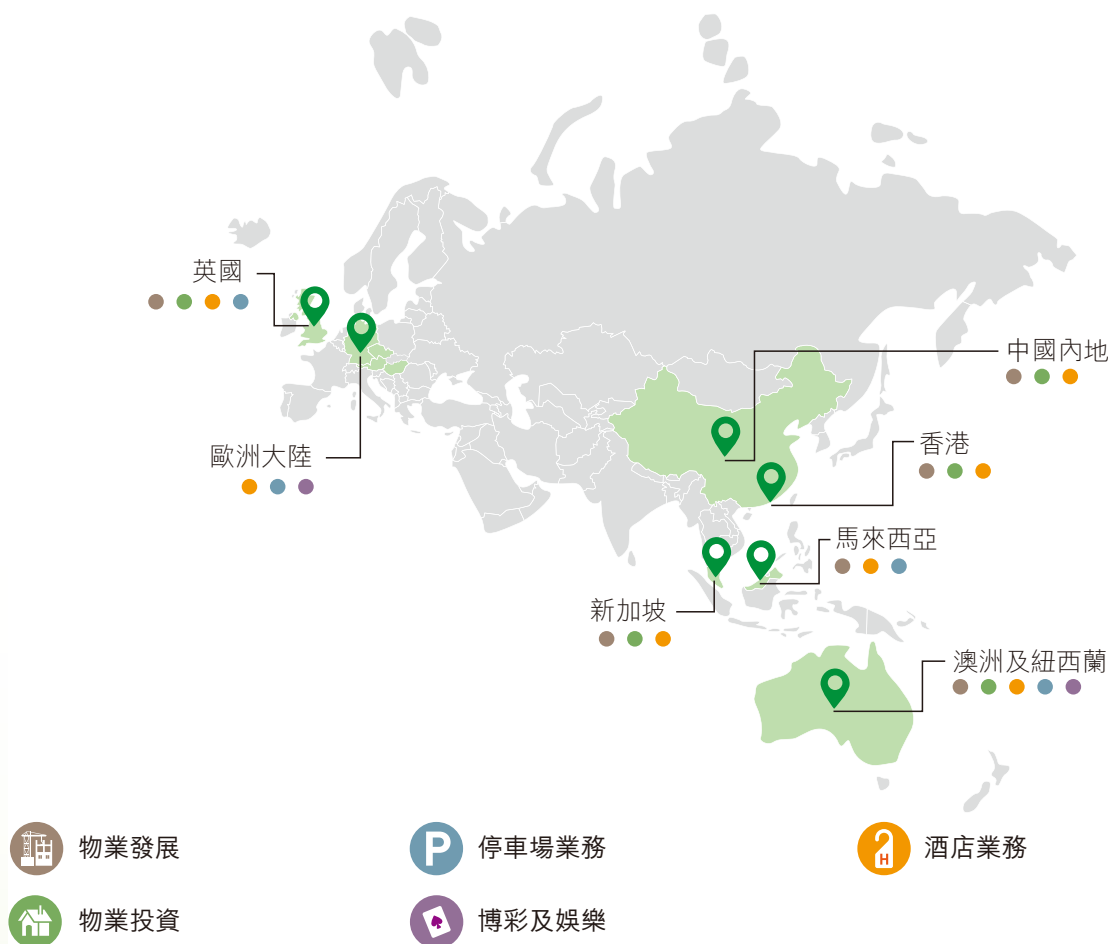 英國
中國內地
香港
歐洲大陸
馬來西亞
新加坡
澳洲及紐西蘭
物業發展
P 停車場業務
H 酒店業務
物業投資
博彩及娛樂